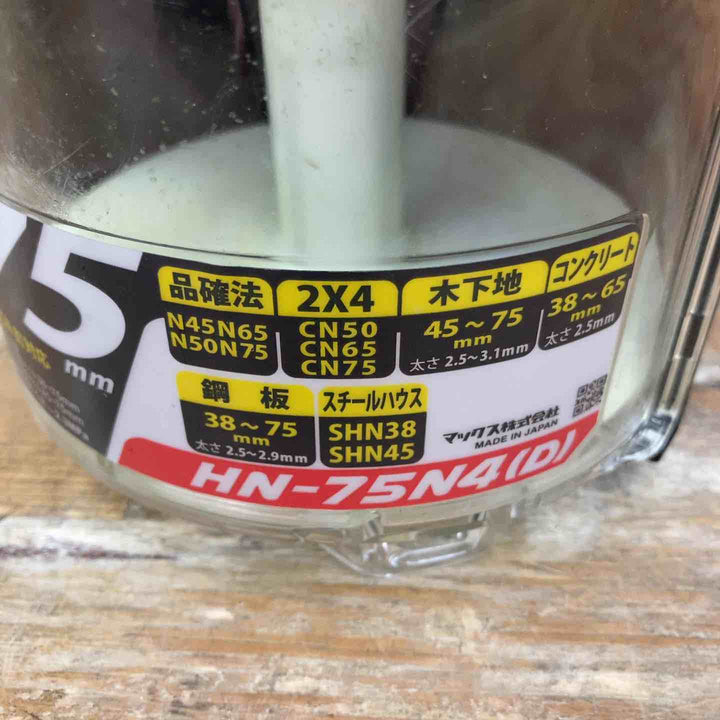 75
mm
品確法
N45N65
N50N75
2X4
CN50
CN65
CN75
木下地
45～75
mm
太さ 2.5～3.1mm
コンクリート
38～65
mm
太さ 2.5mm
鋼 板
38～75
mm
太さ 2.5～2.9mm
スチールハウス
SHN38
SHN45
マックス株式会社
MADE IN JAPAN
HN-75N4(D)